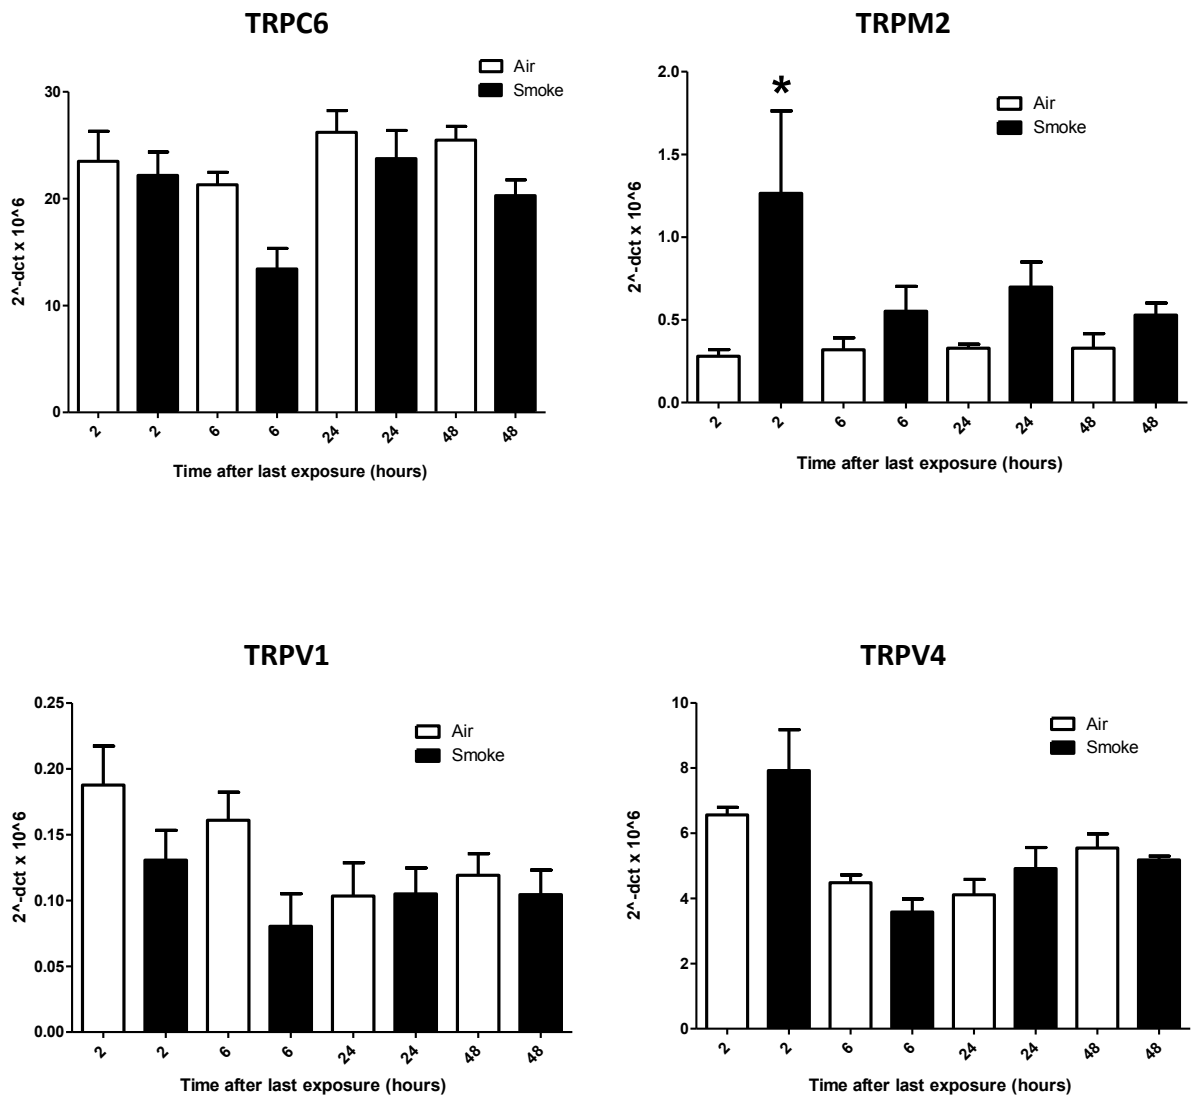 TRPC6
Air
Smoke
30
20
10
0
2^-dct x 10^6
2 2 6 6 24 24 48 48
Time after last exposure (hours)
TRPM2
*
Air
Smoke
2.0
1.5
1.0
0.5
0.0
2^-dct x 10^6
2 2 6 6 24 24 48 48
Time after last exposure (hours)
TRPV1
Air
Smoke
0.25
0.20
0.15
0.10
0.05
0.00
2^-dct x 10^6
2 2 6 6 24 24 48 48
Time after last exposure (hours)
TRPV4
Air
Smoke
10
8
6
4
2
0
2^-dct x 10^6
2 2 6 6 24 24 48 48
Time after last exposure (hours)